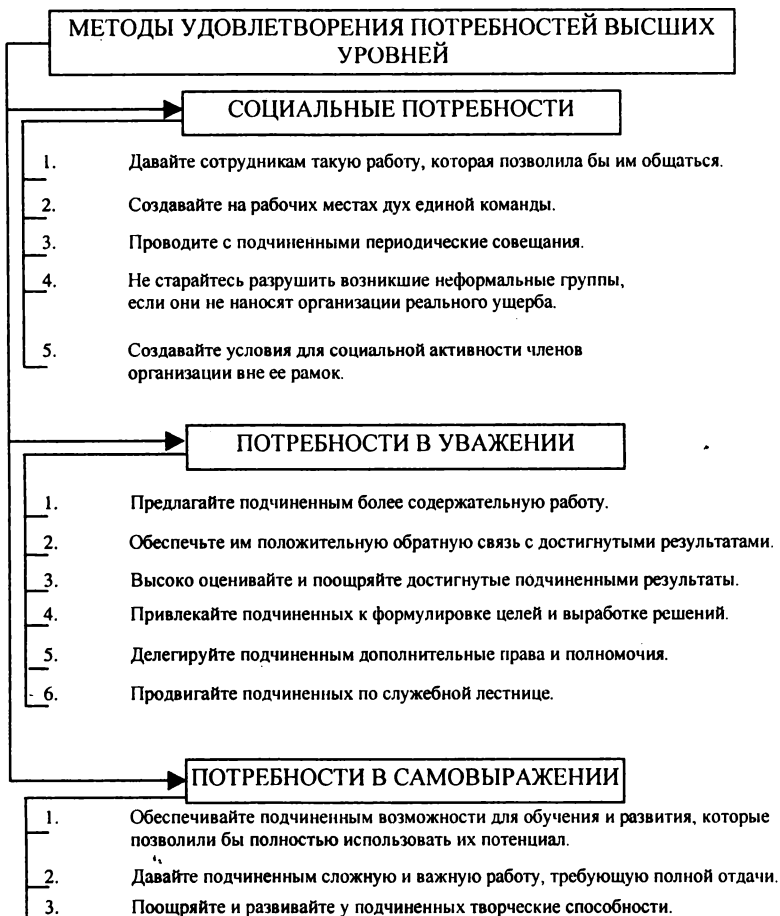 МЕТОДЫ УДОВЛЕТВОРЕНИЯ ПОТРЕБНОСТЕЙ ВЫСШИХ
УРОВНЕЙ
СОЦИАЛЬНЫЕ ПОТРЕБНОСТИ
1. Давайте сотрудникам такую работу, которая позволила бы им общаться.
2. Создавайте на рабочих местах дух единой команды.
3. Проводите с подчиненными периодические совещания.
4. Не старайтесь разрушить возникшие неформальные группы,
если они не наносят организации реального ущерба.
5. Создавайте условия для социальной активности членов
организации вне ее рамок.
ПОТРЕБНОСТИ В УВАЖЕНИИ
1. Предлагайте подчиненным более содержательную работу.
2. Обеспечьте им положительную обратную связь с достигнутыми результатами.
3. Высоко оценивайте и поощряйте достигнутые подчиненными результаты.
4. Привлекайте подчиненных к формулировке целей и выработке решений.
5. Делегируйте подчиненным дополнительные права и полномочия.
6. Продвигайте подчиненных по служебной лестнице.
ПОТРЕБНОСТИ В САМОВЫРАЖЕНИИ
1. Обеспечивайте подчиненным возможности для обучения и развития, которые
позволили бы полностью использовать их потенциал.
2. Давайте подчиненным сложную и важную работу, требующую полной отдачи.
3. Поощряйте и развивайте у подчиненных творческие способности.